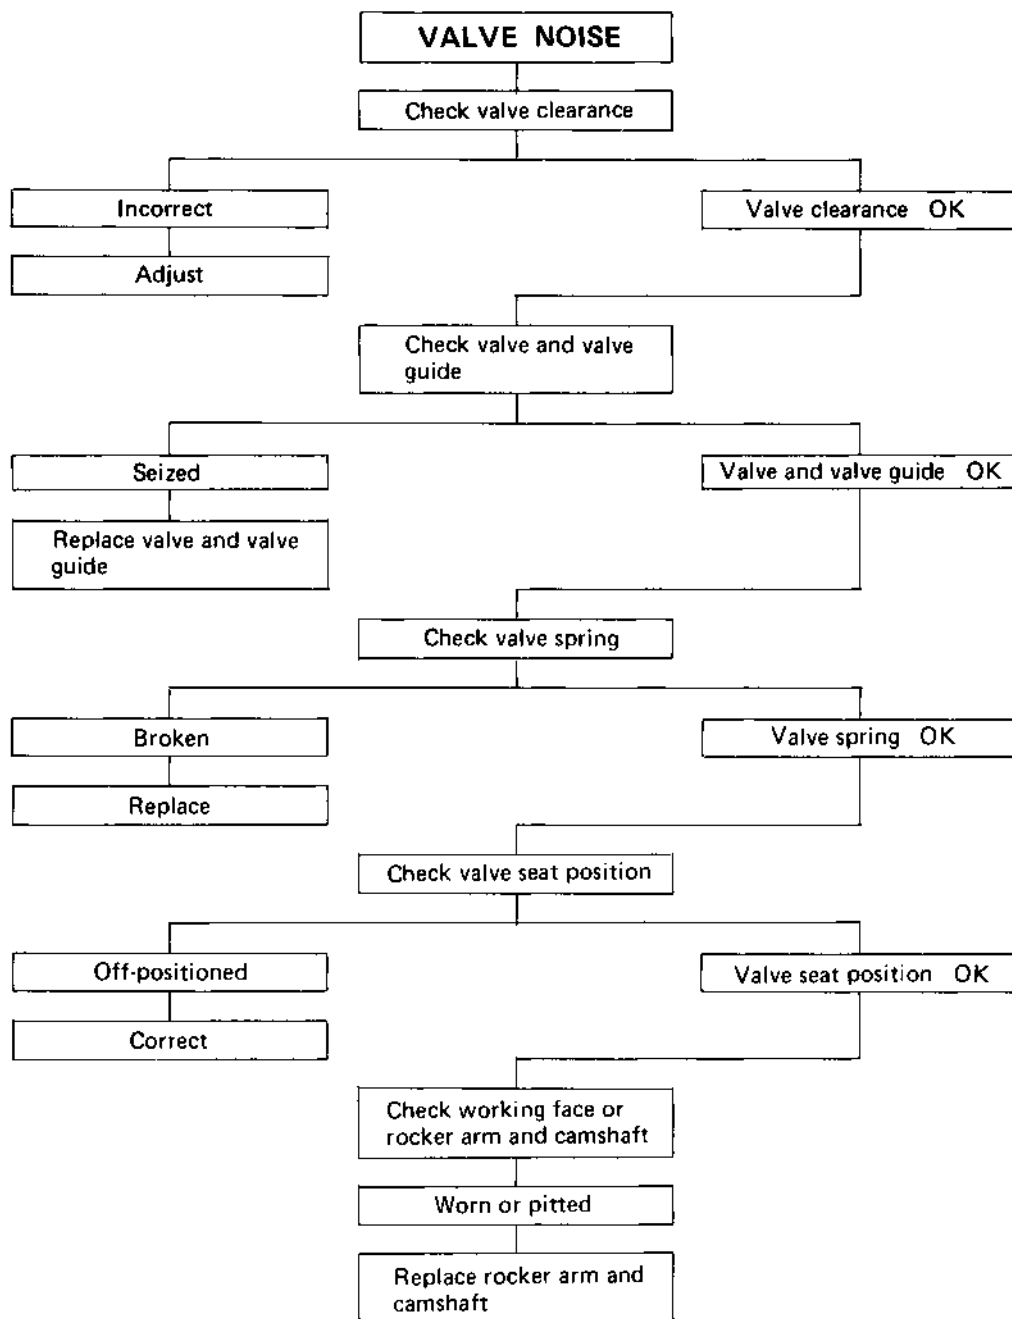 VALVE NOISE
Check valve clearance
Incorrect
Valve clearance OK
Adjust
Check valve and valve
guide
Seized
Valve and valve guide OK
Replace valve and valve
guide
Check valve spring
Broken
Valve spring OK
Replace
Check valve seat position
Off-positioned
Valve seat position OK
Correct
Check working face or
rocker arm and camshaft
Worn or pitted
Replace rocker arm and
camshaft